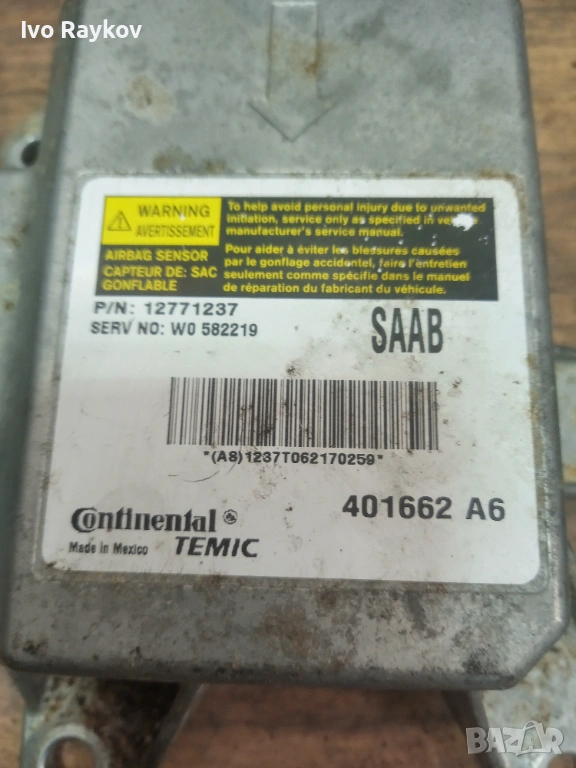 Ivo Raykov
WARNING
AVERTISSEMENT
AIRBAG SENSOR
CAPTEUR DE: SAC
GONFLABLE
To help avoid personal injury due to unwanted
inflation, service only as specified in
manufacturer's service manual.
Pour aider à éviter les blessures causées
par le gonflage accidentel, faire l'entretien
seulement comme spécifie dans le manuel
de réparation du fabricant du véhicule.
P/N: 12771237
SERV NO: W0 582219
SAAB
*(A8)1237T062170259*
Continental ®
TEMIC
Made in Mexico
401662 A6
BAZAR